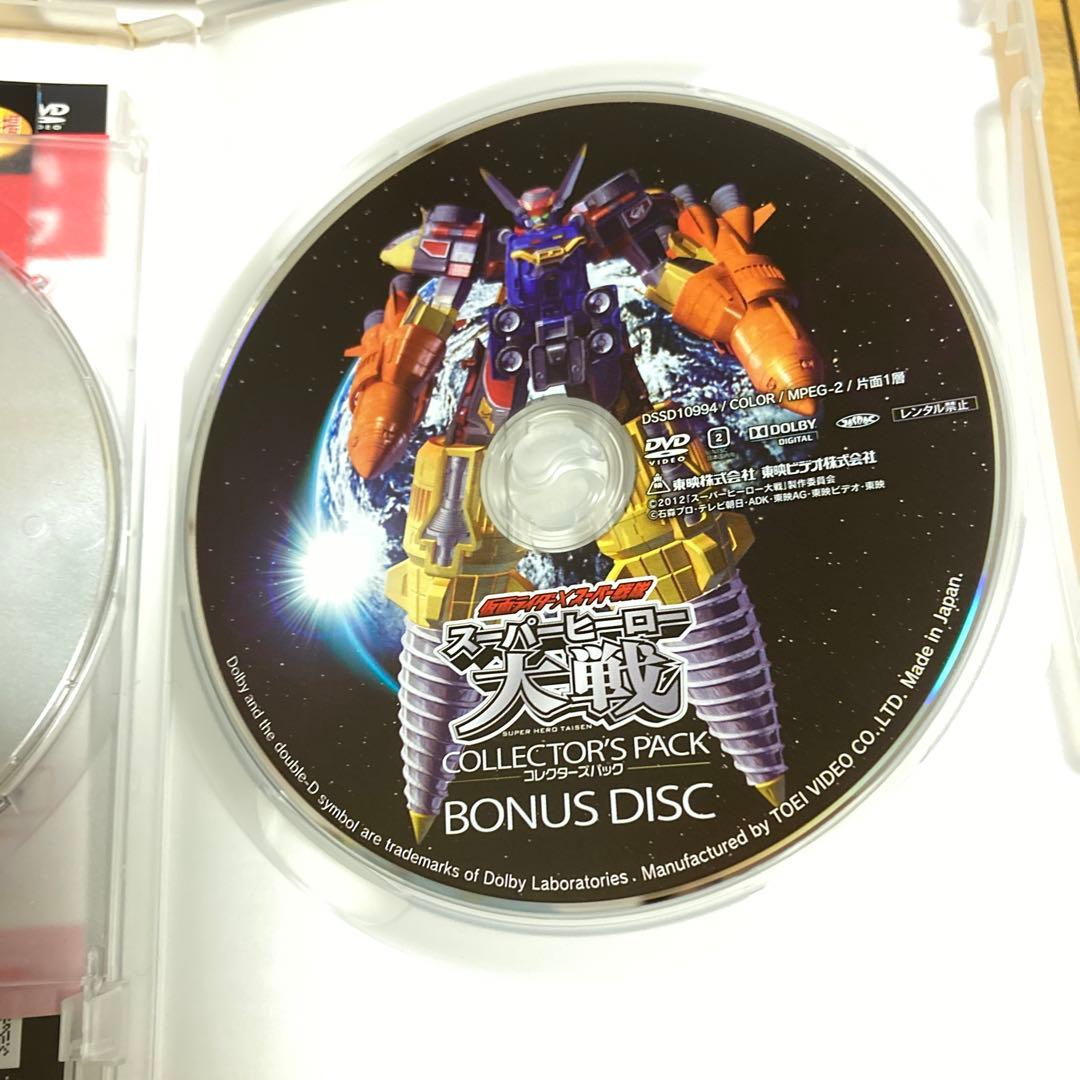 DSSD10994 / COLOR / MPEG-2 / 片面1層
DVD
VIDEO
2
DOLBY
DIGITAL
レンタル禁止
東映株式会社 東映ビデオ株式会社
©2012「スーパーヒーロー大戦」製作委員会
©石森プロ・テレビ朝日・ADK・東映AG・東映ビデオ・東映
仮面ライダー×スーパー戦隊
スーパーヒーロー
大戦
SUPER HERO TAISEN
COLLECTOR'S PACK
コレクターズパック
BONUS DISC
Dolby and the double-D symbol are trademarks of Dolby Laboratories. Manufactured by TOEI VIDEO CO.,LTD. Made in Japan.